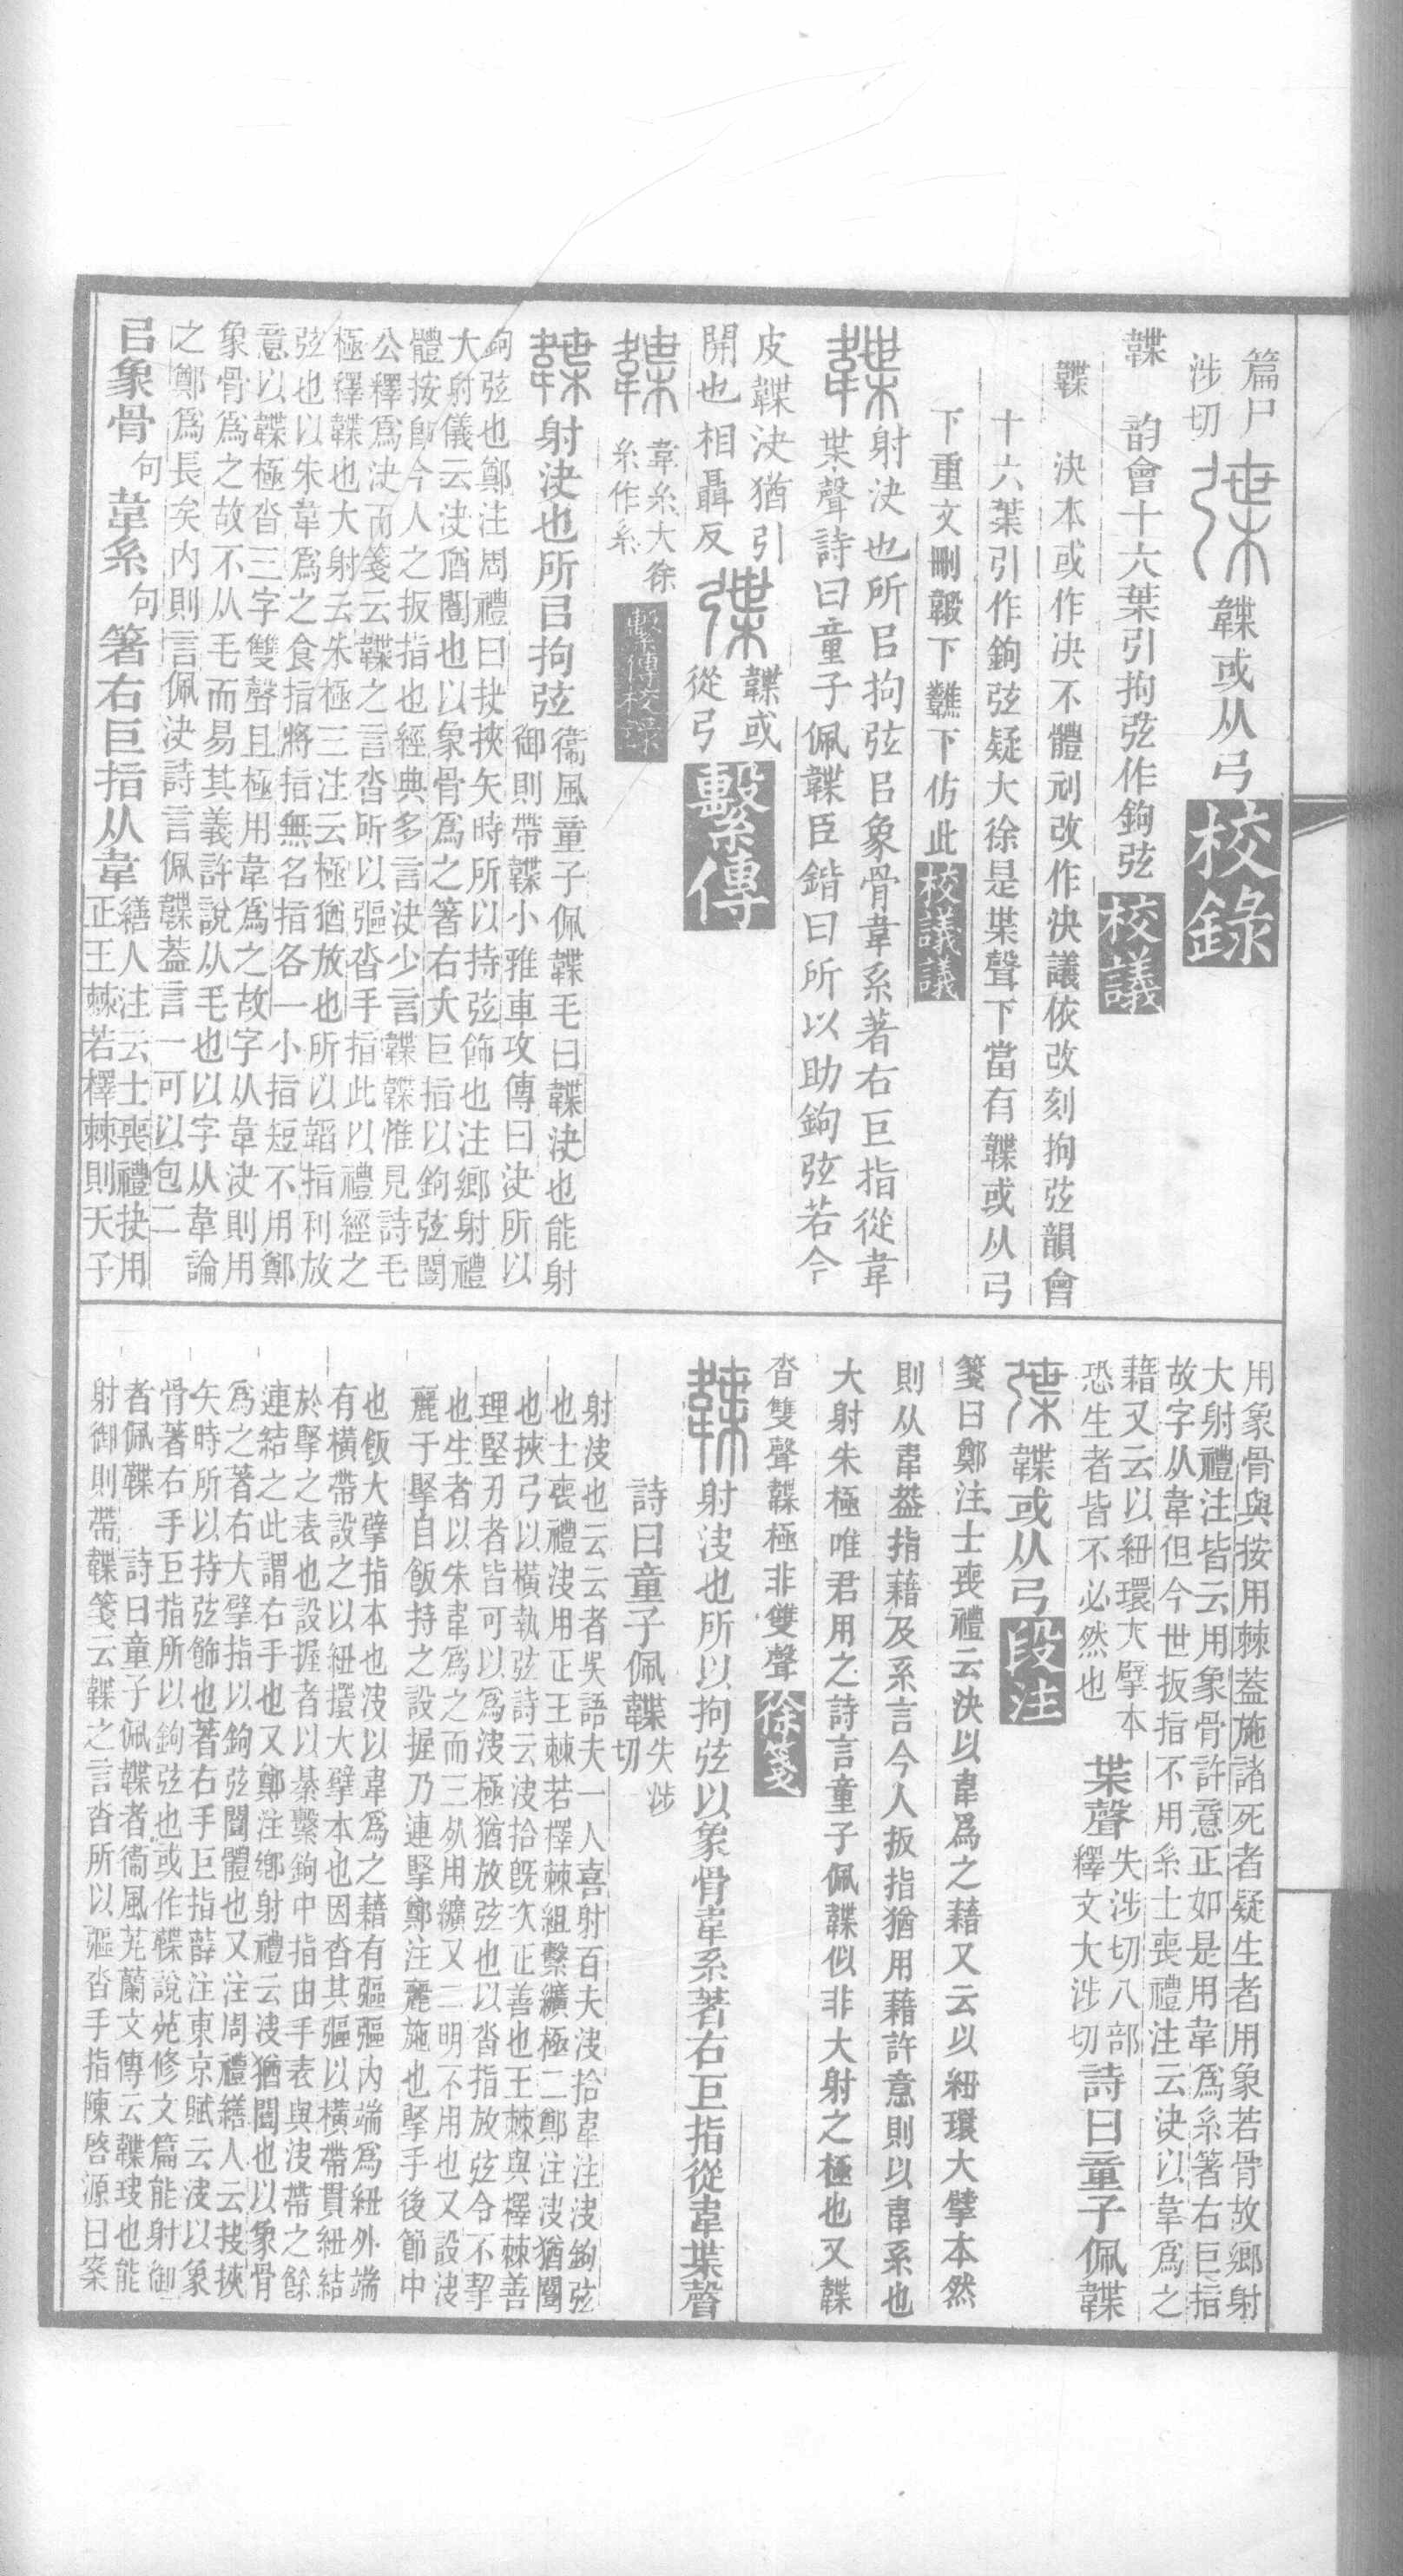 篇尸
涉切
韘或从弓 校錄
韘 韵會十六葉引拘弦作鉤弦 校議
韘 決本或作決不體刓改作決議依改刻拘弦韻會
十六葉引作鉤弦疑大徐是枼聲下當有韘或从弓
下重文刪韔下韀下仿此 校議議
射決也所㠯拘弦㠯象骨韋系著右巨指從韋
枼聲詩曰童子佩韘臣鍇曰所以助鉤弦若今
皮韘決猶引
開也相聶反
韘或
從弓 繫傳
韋糸大徐
糸作系 繫傳校錄
射決也所㠯拘弦
衞風童子佩韘毛曰韘決也能射
御則帶韘小雅車攻傳曰決所以
鉤弦也鄭注周禮曰抉挾矢時所以持弦飾也注鄉射禮
大射儀云決猶闓也以象骨爲之箸右大巨指以鉤弦闓
體按卽今人之扳指也經典多言決少言韘韘惟見詩毛
公釋爲決而箋云韘之言沓所以彄沓手指此以禮經之
極釋韘也大射云朱極三注云極猶放也所以韜指利放
弦也以朱韋爲之食指將指無名指各一小指短不用鄭
意以韘極沓三字雙聲且極用韋爲之故字从韋決則用
象骨爲之故不从毛而易其義許說从毛也以字从韋論
之鄭爲長矣内則言佩決詩言佩韘蓋言一可以包二
㠯象骨句韋系句箸右巨指从韋
繕人注云士喪禮抉用
正王棘若檡棘則天子
用象骨與按用棘蓋施諸死者疑生者用象若骨故鄉射
大射禮注皆云用象骨許意正如是用韋爲系箸右巨指
故字从韋但今世扳指不用系士喪禮注云決以韋爲之
藉又云以紐環大擘本
恐生者皆不必然也
枼聲
失涉切八部
釋文大涉切
詩曰童子佩韘
韘或从弓 段注
箋曰鄭注士喪禮云決以韋爲之藉又云以紐環大擘本然
則从韋葢指藉及系言今人扳指猶用藉許意則以韋系也
大射朱極唯君用之詩言童子佩韘似非大射之極也又韘
沓雙聲韘極非雙聲 徐箋
射决也所以拘弦以象骨韋系著右巨指從韋枼聲
詩曰童子佩韘
失涉
切
射决也云云者吳語夫一人喜射百夫决拾韋注決鉤弦
也士喪禮决用正王棘若檡棘組繫纊極二鄭注决猶闓
也挾弓以橫執弦詩云决拾旣次正善也王棘與檡棘善
理堅刃者皆可以爲决極猶放弦也以沓指放弦令不挈
也生者以朱韋爲之而三死用纊又二明不用也又設决
麗于掔自飯持之設握乃連掔鄭注麗施也掔手後節中
也飯大擘指本也决以韋爲之藉有彄彄内端爲紐外端
有橫帶設之以紐擐大擘本也因沓其彄以橫帶貫紐結
於掔之表也設握者以綦繫鉤中指由手表與决帶之餘
連結之此謂右手也又鄭注鄉射禮云决猶闓也以象骨
爲之著右大擘指以鉤弦闓體也又注周禮繕人云抉挾
矢時所以持弦飾也著右手巨指薛注東京賦云决以象
骨著右手巨指所以鉤弦也或作韘說苑修文篇能射御
者佩韘 詩曰童子佩韘者衞風芄蘭文傳云韘玦也能
射御則帶韘箋云韘之言沓所以彄沓手指陳啓源曰案